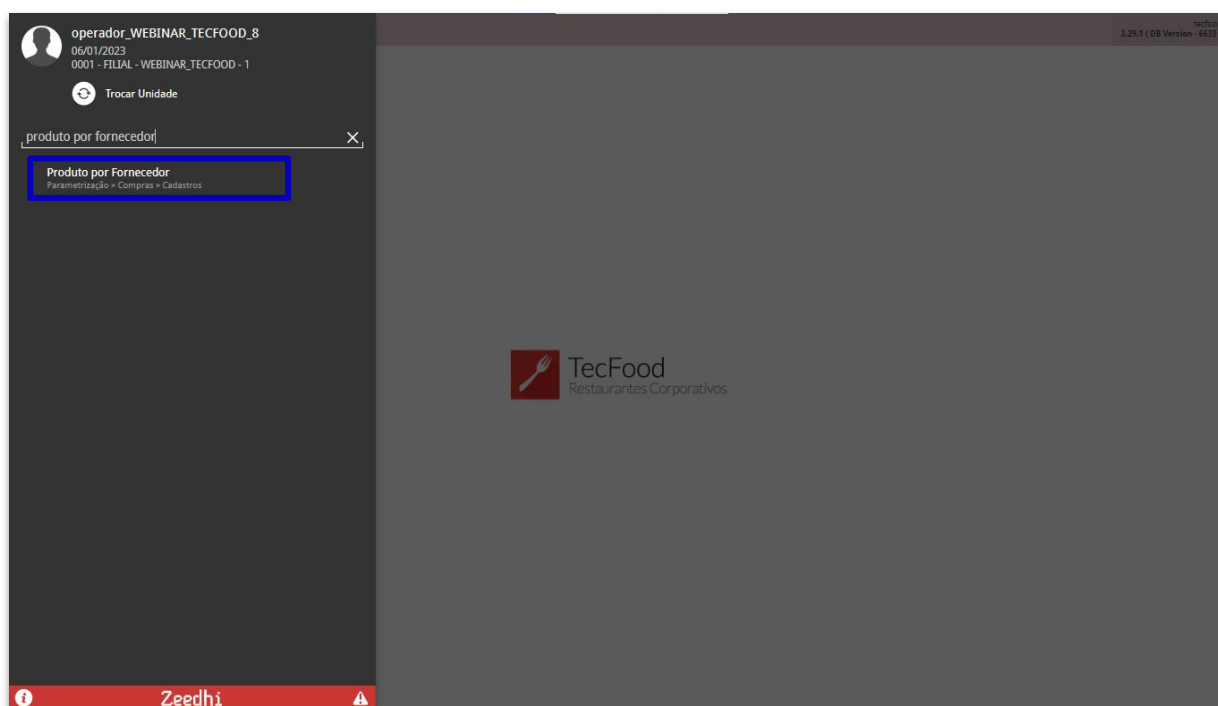 operador_WEBINAR_TECFOOD_8
06/01/2023
0001 - FILIAL - WEBINAR_TECFOOD - 1
Trocar Unidade
produto por fornecedor
Produto por Fornecedor
Parametrização » Compras » Cadastros
tecfoo
3.29.1 ( DB Version - 6633
TecFood
Restaurantes Corporativos
Zeedhi